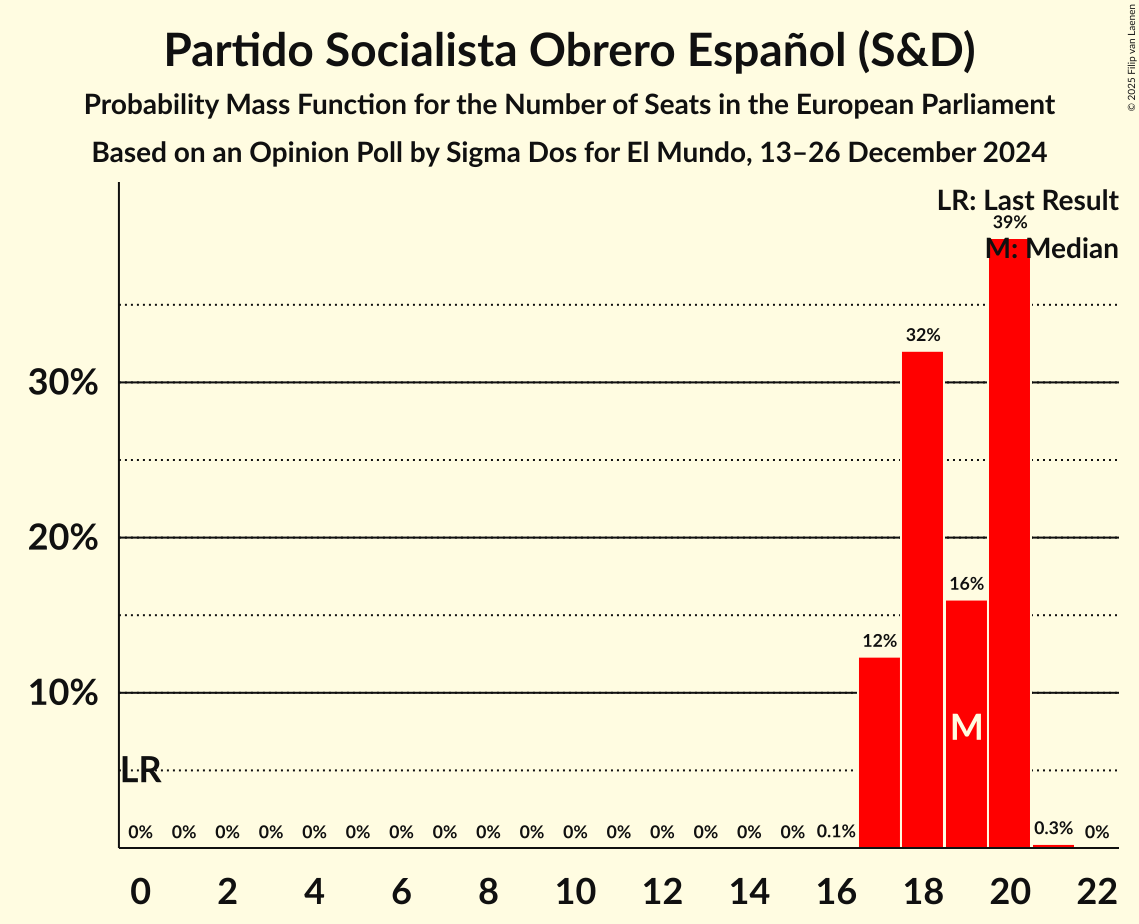 Partido Socialista Obrero Español (S&D)
Probability Mass Function for the Number of Seats in the European Parliament
Based on an Opinion Poll by Sigma Dos for El Mundo, 13–26 December 2024
© 2025 Filip van Laenen
LR: Last Result
39%
M: Median
32%
30%
20%
16%
12%
10%
M
LR
0% 0% 0% 0% 0% 0% 0% 0% 0% 0% 0% 0% 0% 0% 0% 0% 0.1% 0.3% 0%
0 2 4 6 8 10 12 14 16 18 20 22